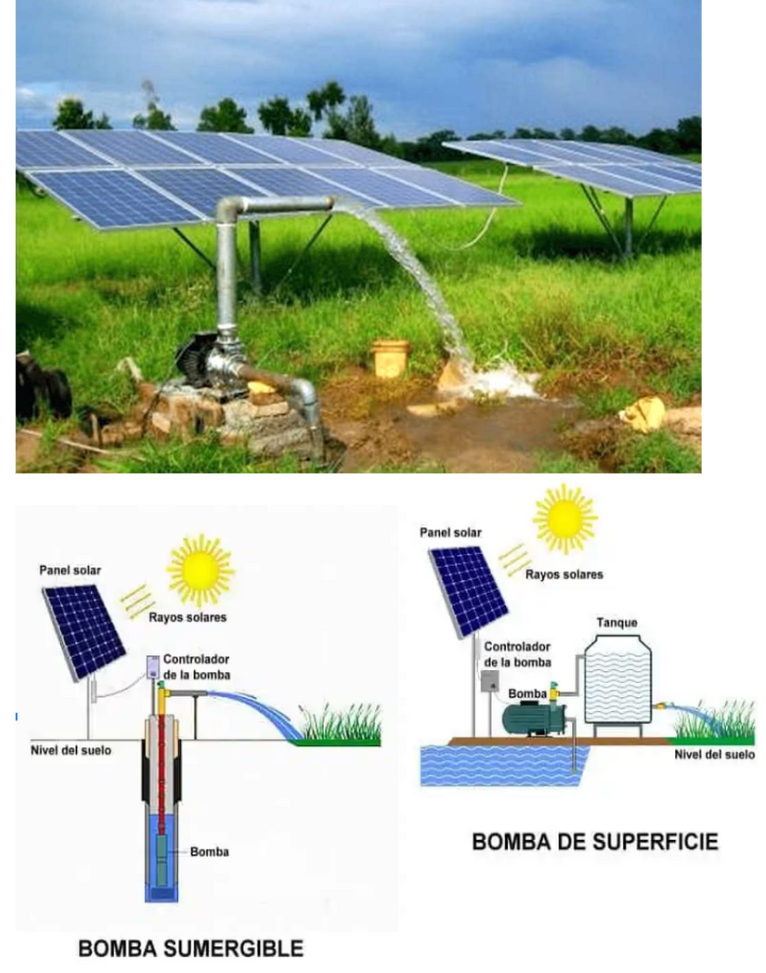 Panel solar
Rayos solares
Controlador
de la bomba
Nivel del suelo
Bomba
BOMBA SUMERGIBLE
Panel solar
Rayos solares
Tanque
Controlador
de la bomba
Bomba
Nivel del suelo
BOMBA DE SUPERFICIE